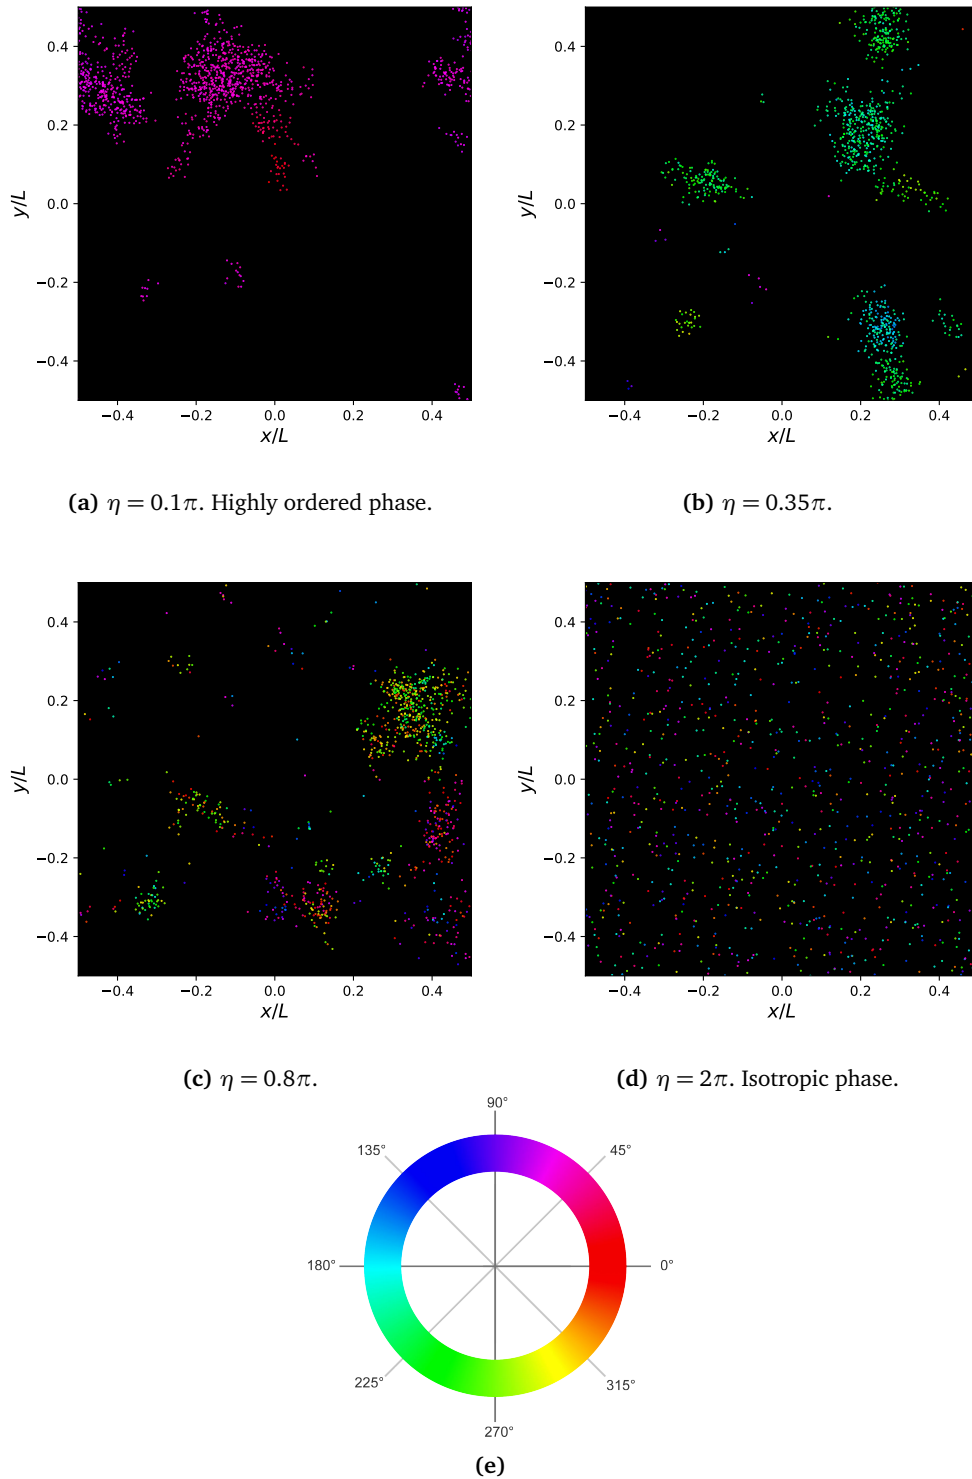 0.4
0.2
0.0
−0.2
−0.4
y/L
−0.4 −0.2 0.0 0.2 0.4
x/L
0.4
0.2
0.0
−0.2
−0.4
y/L
−0.4 −0.2 0.0 0.2 0.4
x/L
(a) η = 0.1π. Highly ordered phase.
(b) η = 0.35π.
0.4
0.2
0.0
−0.2
−0.4
y/L
−0.4 −0.2 0.0 0.2 0.4
x/L
0.4
0.2
0.0
−0.2
−0.4
y/L
−0.4 −0.2 0.0 0.2 0.4
x/L
(c) η = 0.8π.
(d) η = 2π. Isotropic phase.
90°
135° 45°
180° 0°
225° 315°
270°
(e)